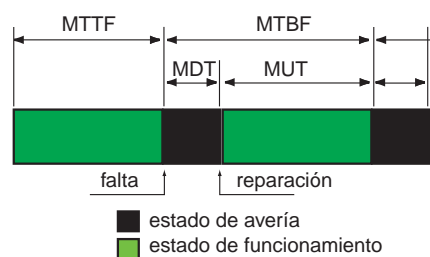 MTTF MTBF
MDT MUT
falta reparación
estado de avería
estado de funcionamiento